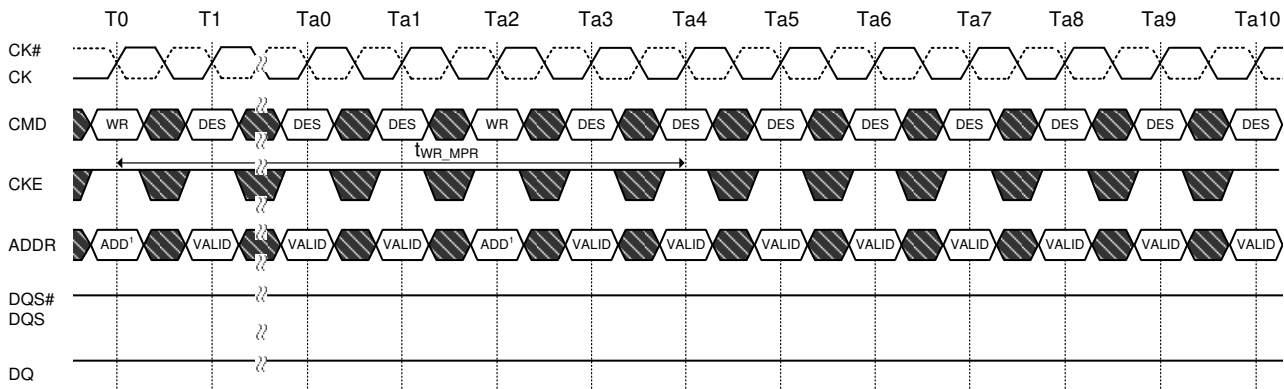 T0 T1 Ta0 Ta1 Ta2 Ta3 Ta4 Ta5 Ta6 Ta7 Ta8 Ta9 Ta10
CK#
CK
CMD WR DES DES DES WR DES DES DES DES DES DES DES DES
tWR_MPR
CKE
ADDR ADD¹ VALID VALID VALID ADD¹ VALID VALID VALID VALID VALID VALID VALID VALID
DQS#
DQS
DQ